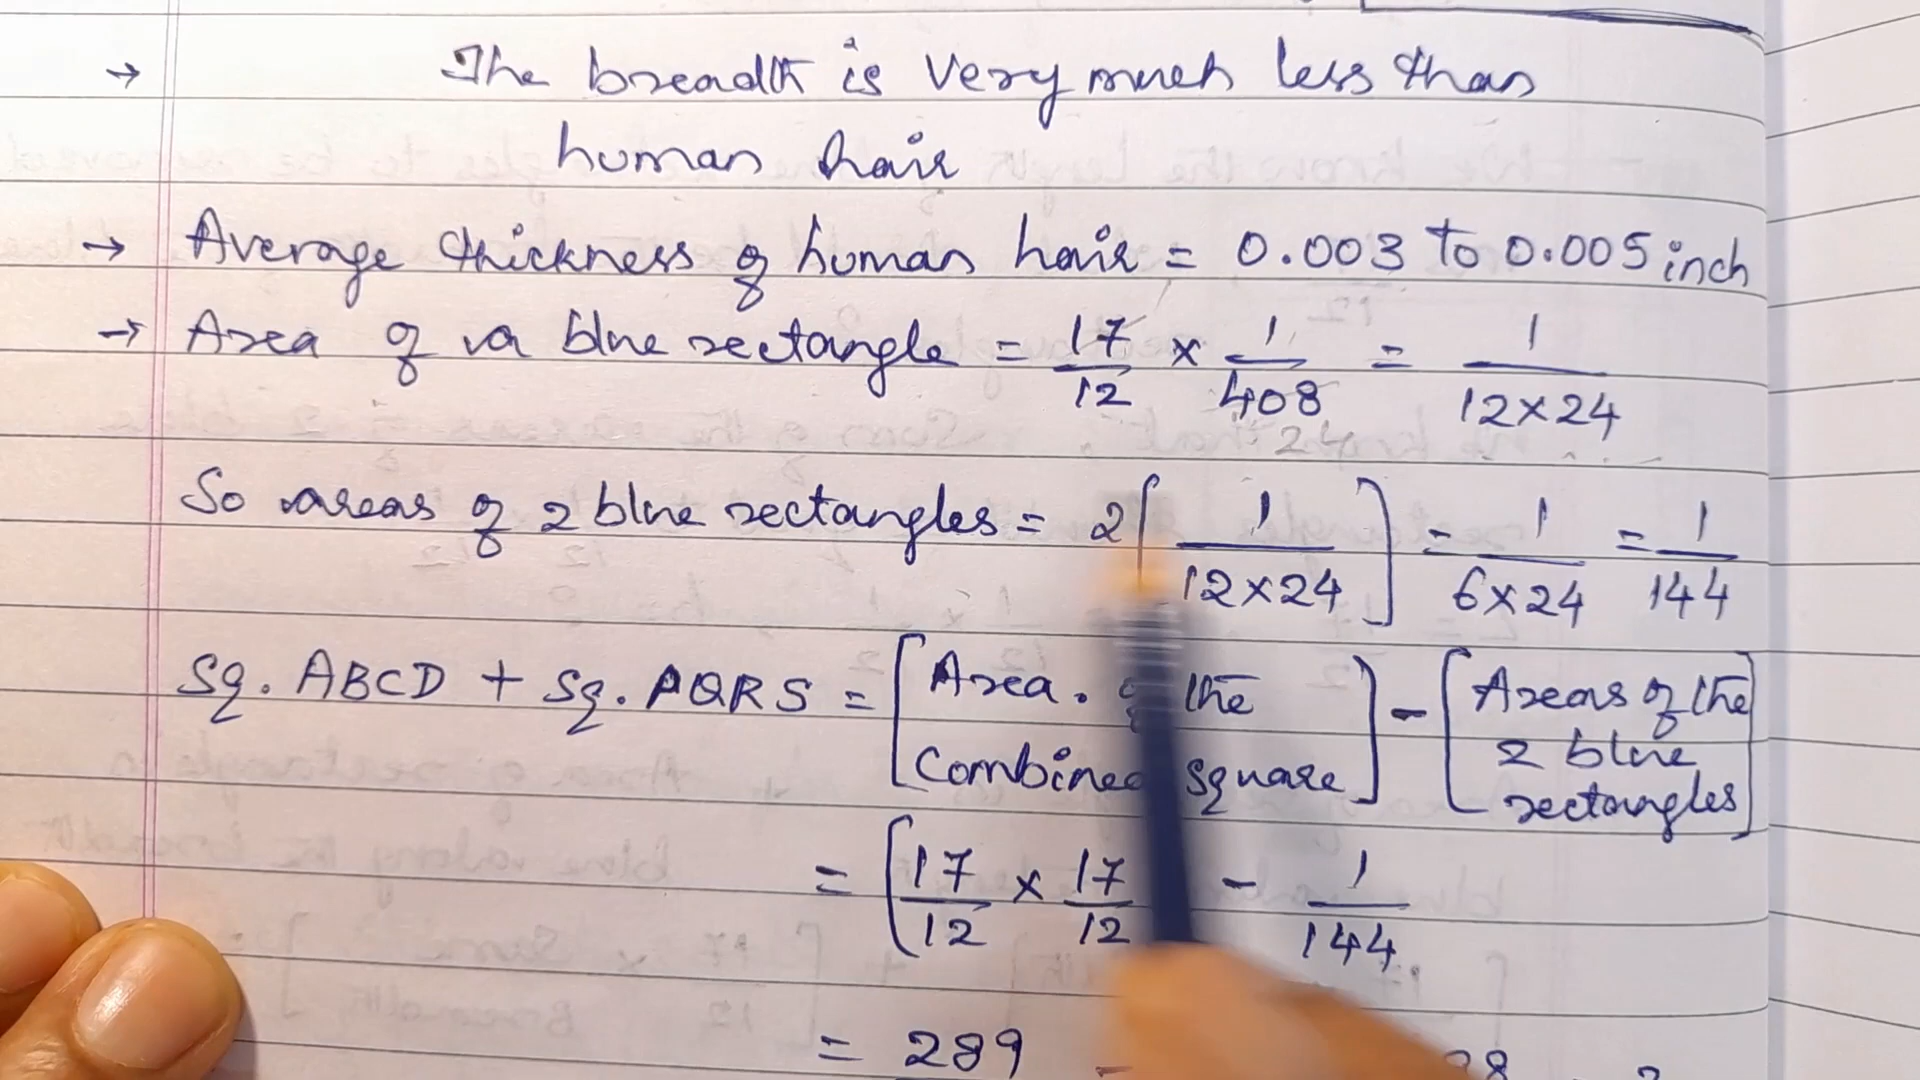 → The breadth is very much less than
human hair
→ Average thickness of human hair = 0.003 to 0.005 inch
→ Area of a blue rectangle = 17/12 × 1/408 = 1/12×24
24
So areas of 2 blue rectangles = 2[1/12×24] = 1/6×24 = 1/144
Sq. ABCD + Sq. PQRS = [Area of the Combined square] - [Areas of the 2 blue rectangles]
= [17/12 × 17/12 - 1/144
= 289 -